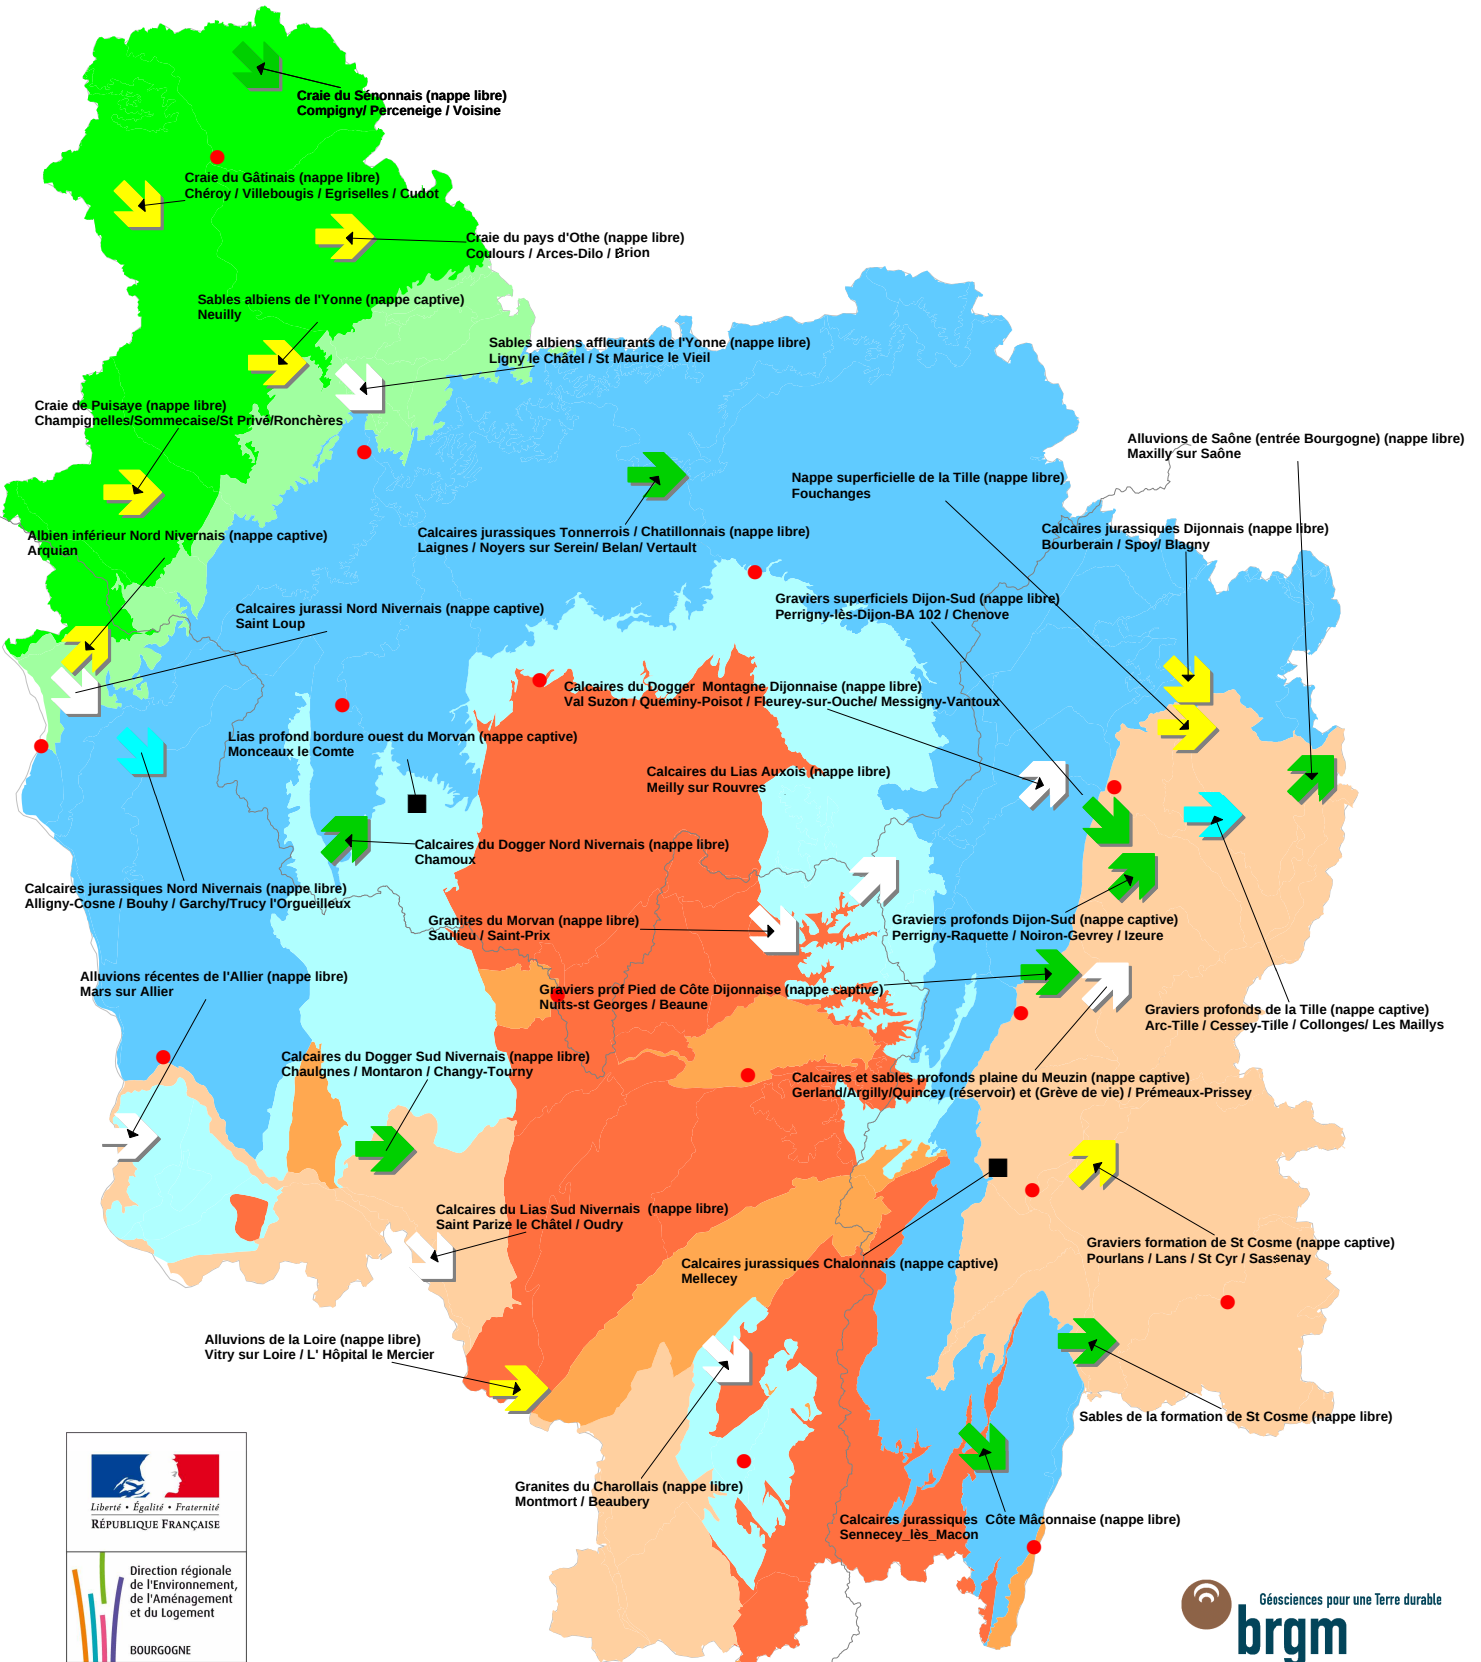 Craie du Sénonnais (nappe libre)
Compigny/ Perceneige / Voisine
Craie du Gâtinais (nappe libre)
Chéroy / Villebougis / Egriselles / Cudot
Craie du pays d'Othe (nappe libre)
Coulours / Arces-Dilo / Brion
Sables albiens de l'Yonne (nappe captive)
Neuilly
Sables albiens affleurants de l'Yonne (nappe libre)
Ligny le Châtel / St Maurice le Vieil
Craie de Puisaye (nappe libre)
Champignelles/Sommecaise/St Privé/Ronchères
Alluvions de Saône (entrée Bourgogne) (nappe libre)
Maxilly sur Saône
Nappe superficielle de la Tille (nappe libre)
Fouchanges
Albien inférieur Nord Nivernais (nappe captive)
Arquian
Calcaires jurassiques Tonnerrois / Chatillonnais (nappe libre)
Laignes / Noyers sur Serein/ Belan/ Vertault
Calcaires jurassiques Dijonnais (nappe libre)
Bourberain / Spoy/ Blagny
Calcaires jurassi Nord Nivernais (nappe captive)
Saint Loup
Graviers superficiels Dijon-Sud (nappe libre)
Perrigny-lès-Dijon-BA 102 / Chenove
Calcaires du Dogger  Montagne Dijonnaise (nappe libre)
Val Suzon / Queminy-Poisot / Fleurey-sur-Ouche/ Messigny-Vantoux
Lias profond bordure ouest du Morvan (nappe captive)
Monceaux le Comte
Calcaires du Lias Auxois (nappe libre)
Meilly sur Rouvres
Calcaires du Dogger Nord Nivernais (nappe libre)
Chamoux
Calcaires jurassiques Nord Nivernais (nappe libre)
Alligny-Cosne / Bouhy / Garchy/Trucy l'Orgueilleux
Granites du Morvan (nappe libre)
Saulieu / Saint-Prix
Graviers profonds Dijon-Sud (nappe captive)
Perrigny-Raquette / Noiron-Gevrey / Izeure
Alluvions récentes de l'Allier (nappe libre)
Mars sur Allier
Graviers prof Pied de Côte Dijonnaise (nappe captive)
Nuits-st Georges / Beaune
Graviers profonds de la Tille (nappe captive)
Arc-Tille / Cessey-Tille / Collonges/ Les Maillys
Calcaires du Dogger Sud Nivernais (nappe libre)
Chaulgnes / Montaron / Changy-Tourny
Calcaires et sables profonds plaine du Meuzin (nappe captive)
Gerland/Argilly/Quincey (réservoir) et (Grève de vie) / Prémeaux-Prissey
Calcaires du Lias Sud Nivernais  (nappe libre)
Saint Parize le Châtel / Oudry
Graviers formation de St Cosme (nappe captive)
Pourlans / Lans / St Cyr / Sassenay
Calcaires jurassiques Chalonnais (nappe captive)
Mellecey
Alluvions de la Loire (nappe libre)
Vitry sur Loire / L' Hôpital le Mercier
Sables de la formation de St Cosme (nappe libre)
Granites du Charollais (nappe libre)
Montmort / Beaubery
Calcaires jurassiques  Côte Mâconnaise (nappe libre)
Sennecey_lès_Macon
Liberté • Égalité • Fraternité
RÉPUBLIQUE FRANÇAISE
Direction régionale
de l'Environnement,
de l'Aménagement
et du Logement
BOURGOGNE
Géosciences pour une Terre durable
brgm